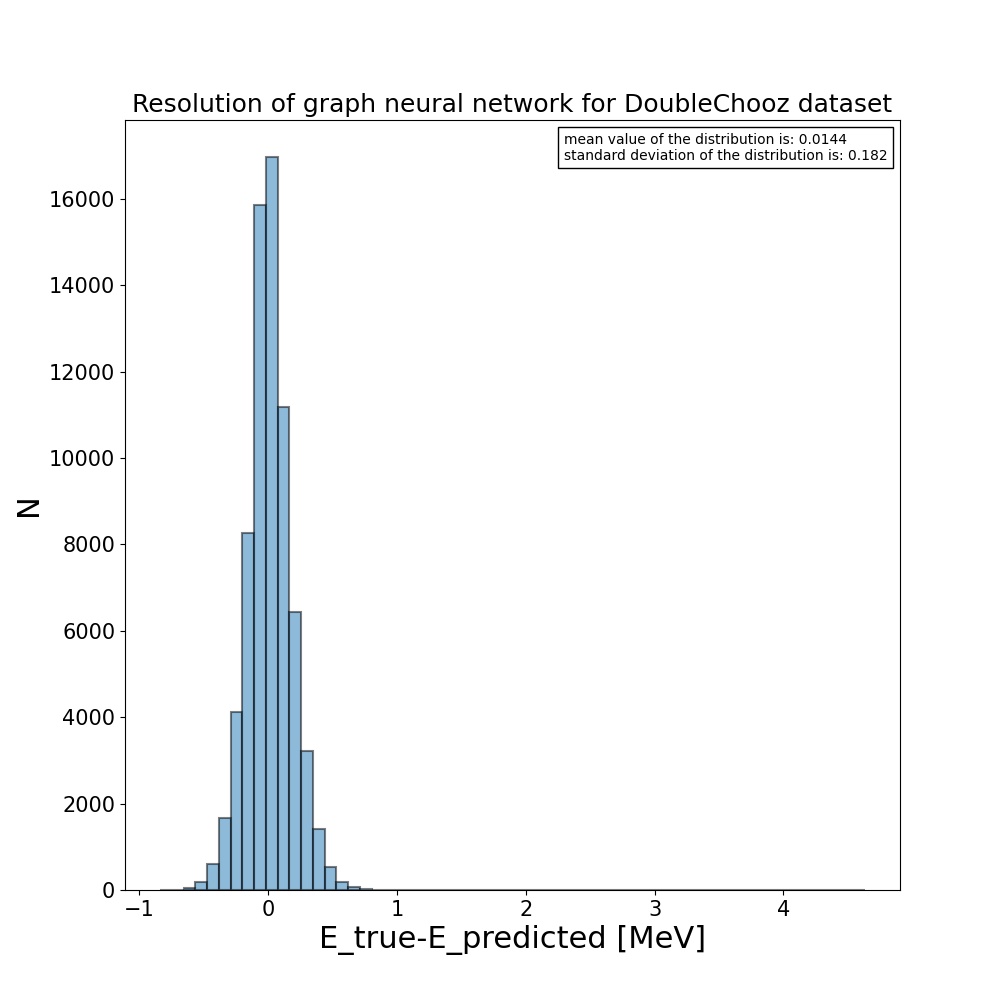 Resolution of graph neural network for DoubleChooz dataset
mean value of the distribution is: 0.0144
standard deviation of the distribution is: 0.182
16000
14000
12000
10000
8000
6000
4000
2000
0
N
−1 0 1 2 3 4
E_true-E_predicted [MeV]